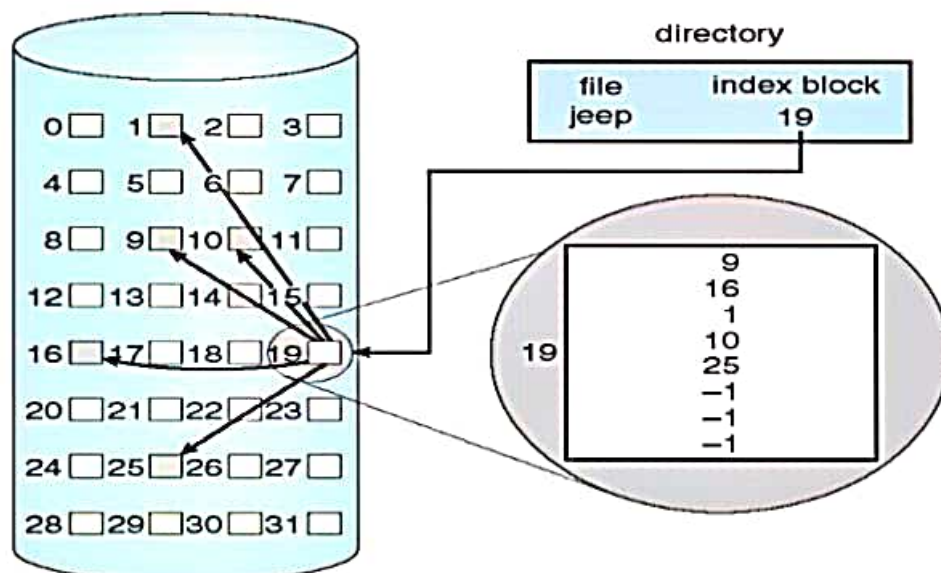 directory
file index block
jeep 19
0 1 2 3
4 5 6 7
8 9 10 11
12 13 14 15
16 17 18 19
20 21 22 23
24 25 26 27
28 29 30 31
19
9
16
1
10
25
−1
−1
−1